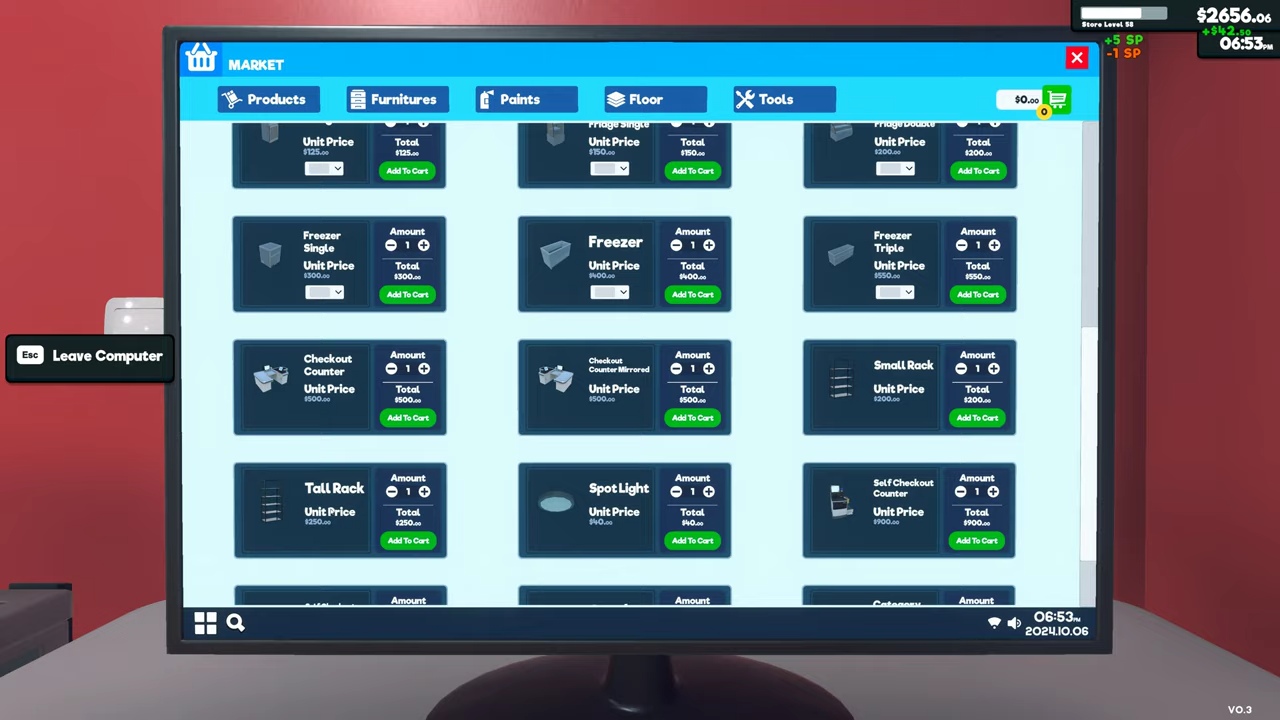 $2656.06
Store Level 58
+$42.50
+5 SP
-1 SP
06:53PM
MARKET
Products
Furnitures
Paints
Floor
Tools
$0.00
0
Unit Price
$125.00
Total
$125.00
Add To Cart
Fridge Single
Unit Price
$150.00
Total
$150.00
Add To Cart
Fridge Double
Unit Price
$200.00
Total
$200.00
Add To Cart
Freezer
Single
Unit Price
$300.00
Amount
1
Total
$300.00
Add To Cart
Freezer
Unit Price
$400.00
Amount
1
Total
$400.00
Add To Cart
Freezer
Triple
Unit Price
$550.00
Amount
1
Total
$550.00
Add To Cart
Esc Leave Computer
Checkout
Counter
Unit Price
$500.00
Amount
1
Total
$500.00
Add To Cart
Checkout
Counter Mirrored
Unit Price
$500.00
Amount
1
Total
$500.00
Add To Cart
Small Rack
Unit Price
$200.00
Amount
1
Total
$200.00
Add To Cart
Tall Rack
Unit Price
$250.00
Amount
1
Total
$250.00
Add To Cart
Spot Light
Unit Price
$40.00
Amount
1
Total
$40.00
Add To Cart
Self Checkout
Counter
Unit Price
$900.00
Amount
1
Total
$900.00
Add To Cart
Self Checkout
Amount
Amount
Category
Amount
06:53PM
2024.10.06
V0.3